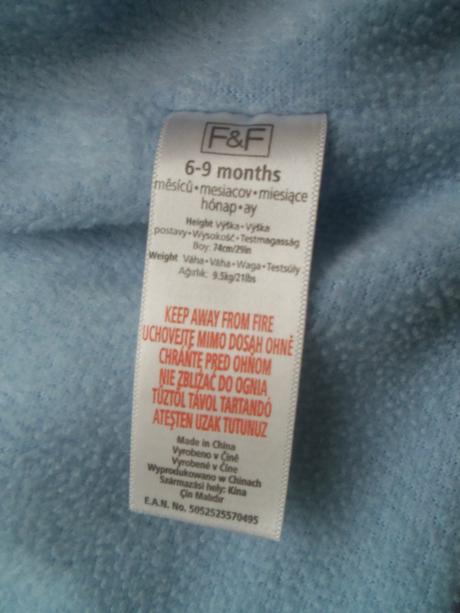 F&F
6-9 months
měsíců•mesiacov•miesiące
hónap•ay
Height Výška•Výška
postavy•Wysokość•Testmagasság
Boy: 74cm/29in
Weight Váha•Váha•Waga•Testsúly
Ağırlık: 9.5kg/21lbs
KEEP AWAY FROM FIRE
UCHOVEJTE MIMO DOSAH OHNĚ
CHRÁŇTE PRED OHŇOM
NIE ZBLIŻAĆ DO OGNIA
TŰZTŐL TÁVOL TARTANDÓ
ATEŞTEN UZAK TUTUNUZ
Made in China
Vyrobeno v Číně
Vyrobené v Číne
Wyprodukowano w Chinach
Származási hely: Kína
Çin Malıdır
E.A.N. No. 5052525570495